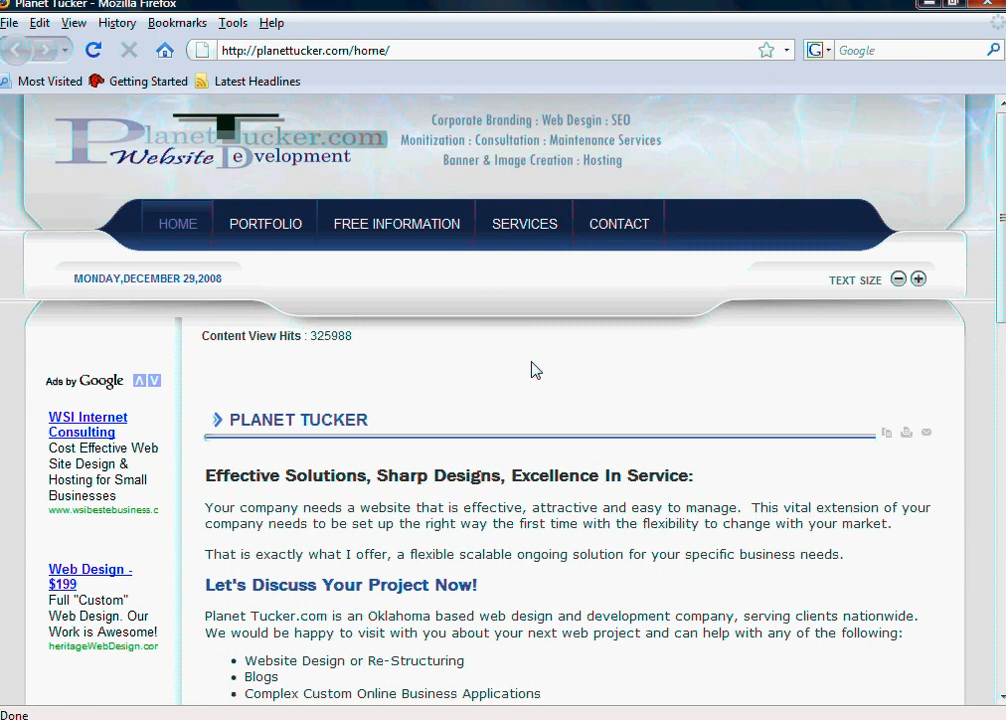 Planet Tucker - Mozilla Firefox
File Edit View History Bookmarks Tools Help
http://planettucker.com/home/
G Google
Most Visited Getting Started Latest Headlines
PlanetTucker.com
Website Development
Corporate Branding : Web Desgin : SEO
Monitization : Consultation : Maintenance Services
Banner & Image Creation : Hosting
HOME PORTFOLIO FREE INFORMATION SERVICES CONTACT
MONDAY,DECEMBER 29,2008
TEXT SIZE
Content View Hits : 325988
Ads by Google
WSI Internet
Consulting
Cost Effective Web
Site Design &
Hosting for Small
Businesses
www.wsibestebusiness.c
Web Design -
$199
Full "Custom"
Web Design. Our
Work is Awesome!
heritageWebDesign.cor
PLANET TUCKER
Effective Solutions, Sharp Designs, Excellence In Service:
Your company needs a website that is effective, attractive and easy to manage. This vital extension of your
company needs to be set up the right way the first time with the flexibility to change with your market.
That is exactly what I offer, a flexible scalable ongoing solution for your specific business needs.
Let's Discuss Your Project Now!
Planet Tucker.com is an Oklahoma based web design and development company, serving clients nationwide.
We would be happy to visit with you about your next web project and can help with any of the following:
• Website Design or Re-Structuring
• Blogs
• Complex Custom Online Business Applications
Done